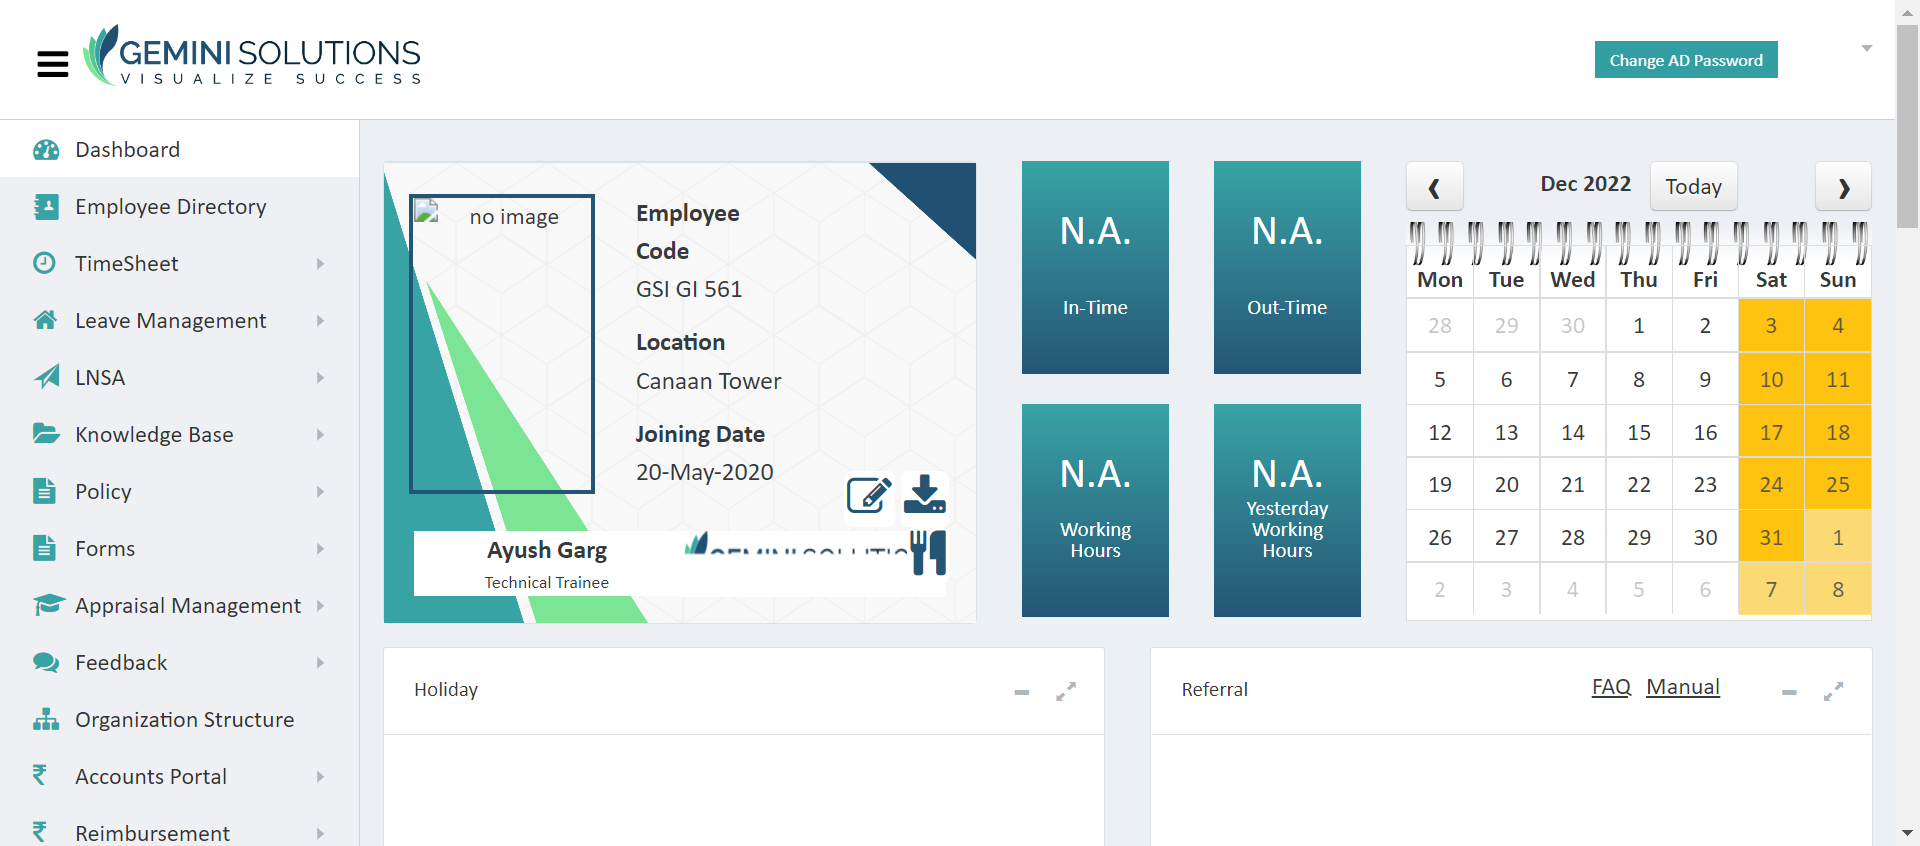 GEMINI SOLUTIONS
VISUALIZE SUCCESS
Change AD Password
Dashboard
Employee Directory
TimeSheet
Leave Management
LNSA
Knowledge Base
Policy
Forms
Appraisal Management
Feedback
Organization Structure
Accounts Portal
Reimbursement
no image
Employee
Code
GSI GI 561
Location
Canaan Tower
Joining Date
20-May-2020
Ayush Garg
Technical Trainee
GEMINI SOLUTIO
N.A.
In-Time
N.A.
Out-Time
N.A.
Working
Hours
N.A.
Yesterday
Working
Hours
Dec 2022
Today
Mon Tue Wed Thu Fri Sat Sun
28 29 30 1 2 3 4
5 6 7 8 9 10 11
12 13 14 15 16 17 18
19 20 21 22 23 24 25
26 27 28 29 30 31 1
2 3 4 5 6 7 8
Holiday
Referral
FAQ Manual